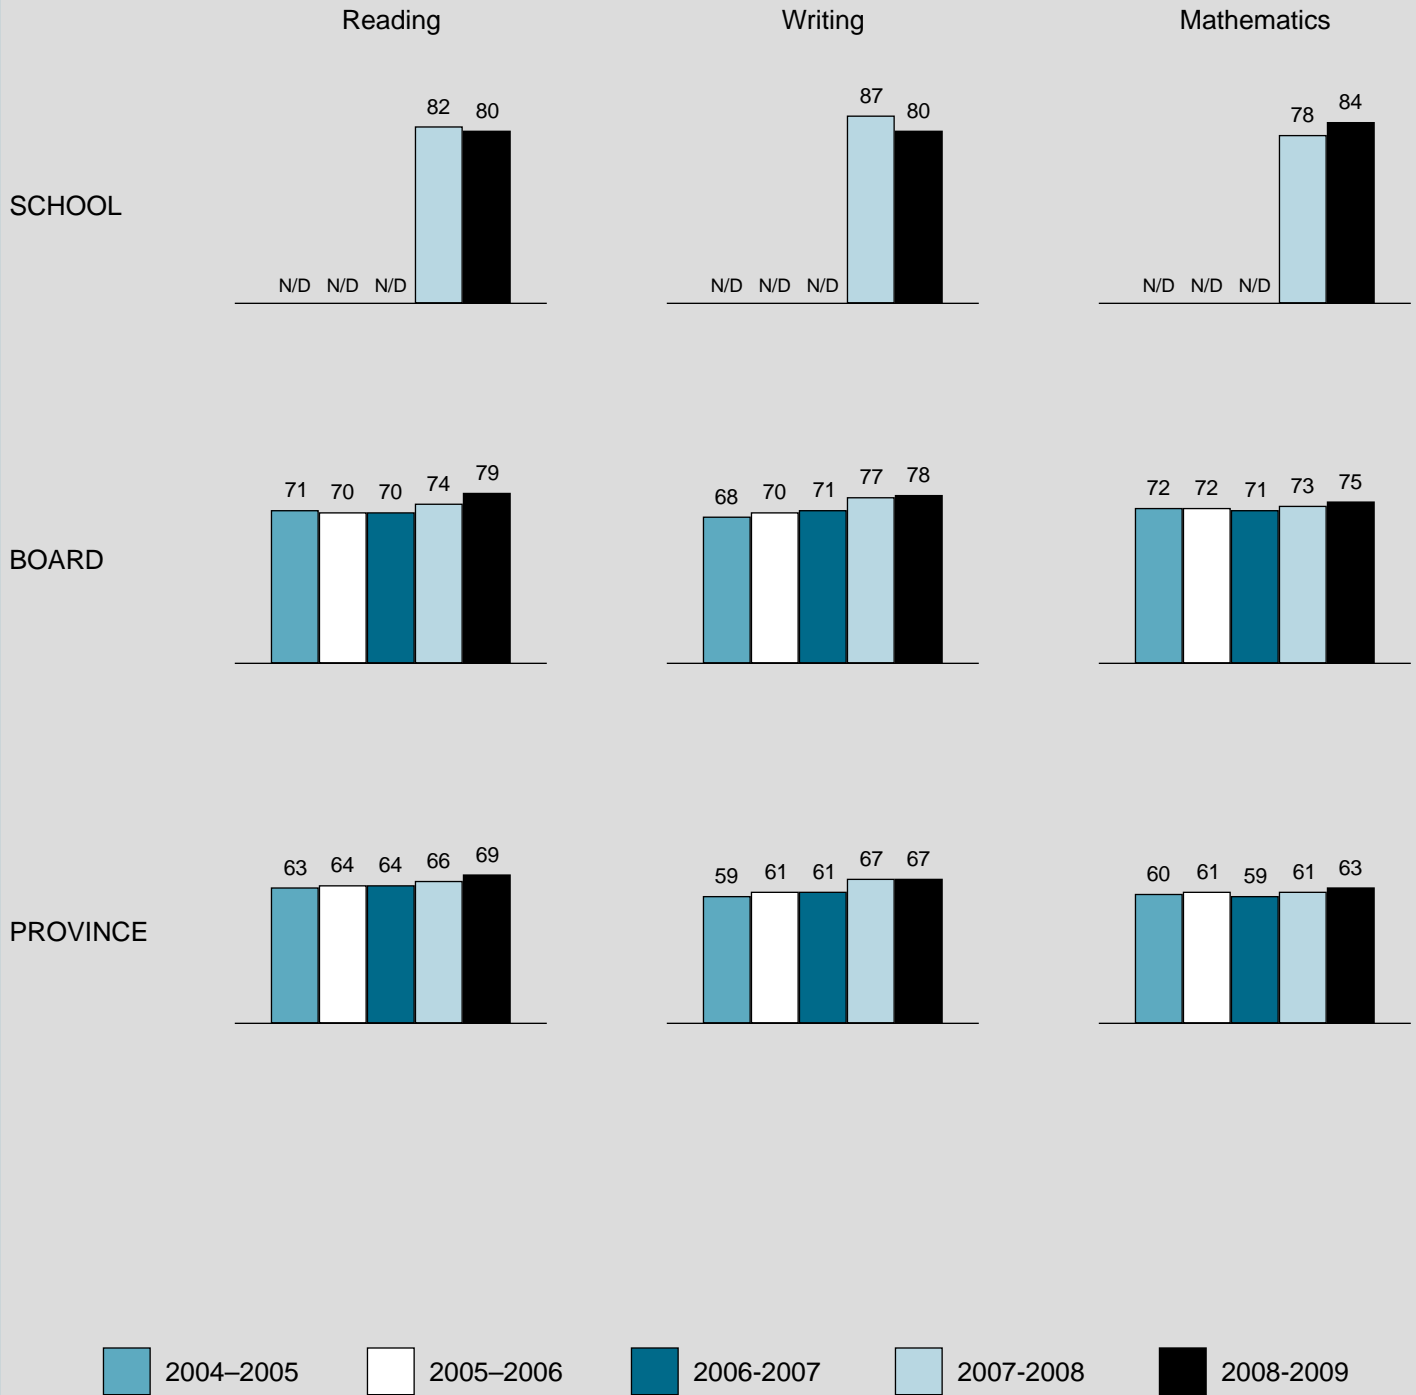 Reading Writing Mathematics
SCHOOL
82 80
N/D N/D N/D
87 80
N/D N/D N/D
78 84
N/D N/D N/D
BOARD
71 70 70 74 79
68 70 71 77 78
72 72 71 73 75
PROVINCE
63 64 64 66 69
59 61 61 67 67
60 61 59 61 63
2004–2005 2005–2006 2006-2007 2007-2008 2008-2009